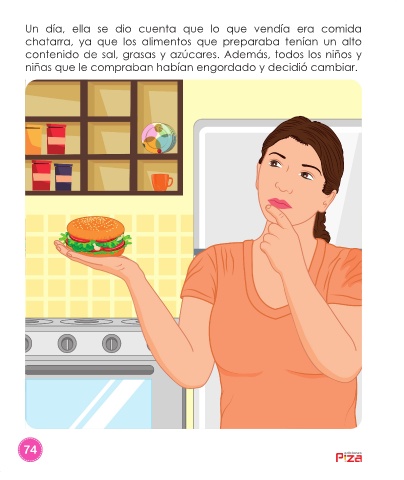 Un día, ella se dio cuenta que lo que vendía era comida
chatarra, ya que los alimentos que preparaba tenían un alto
contenido de sal, grasas y azúcares. Además, todos los niños y
niñas que le compraban habían engordado y decidió cambiar.
74
Piza